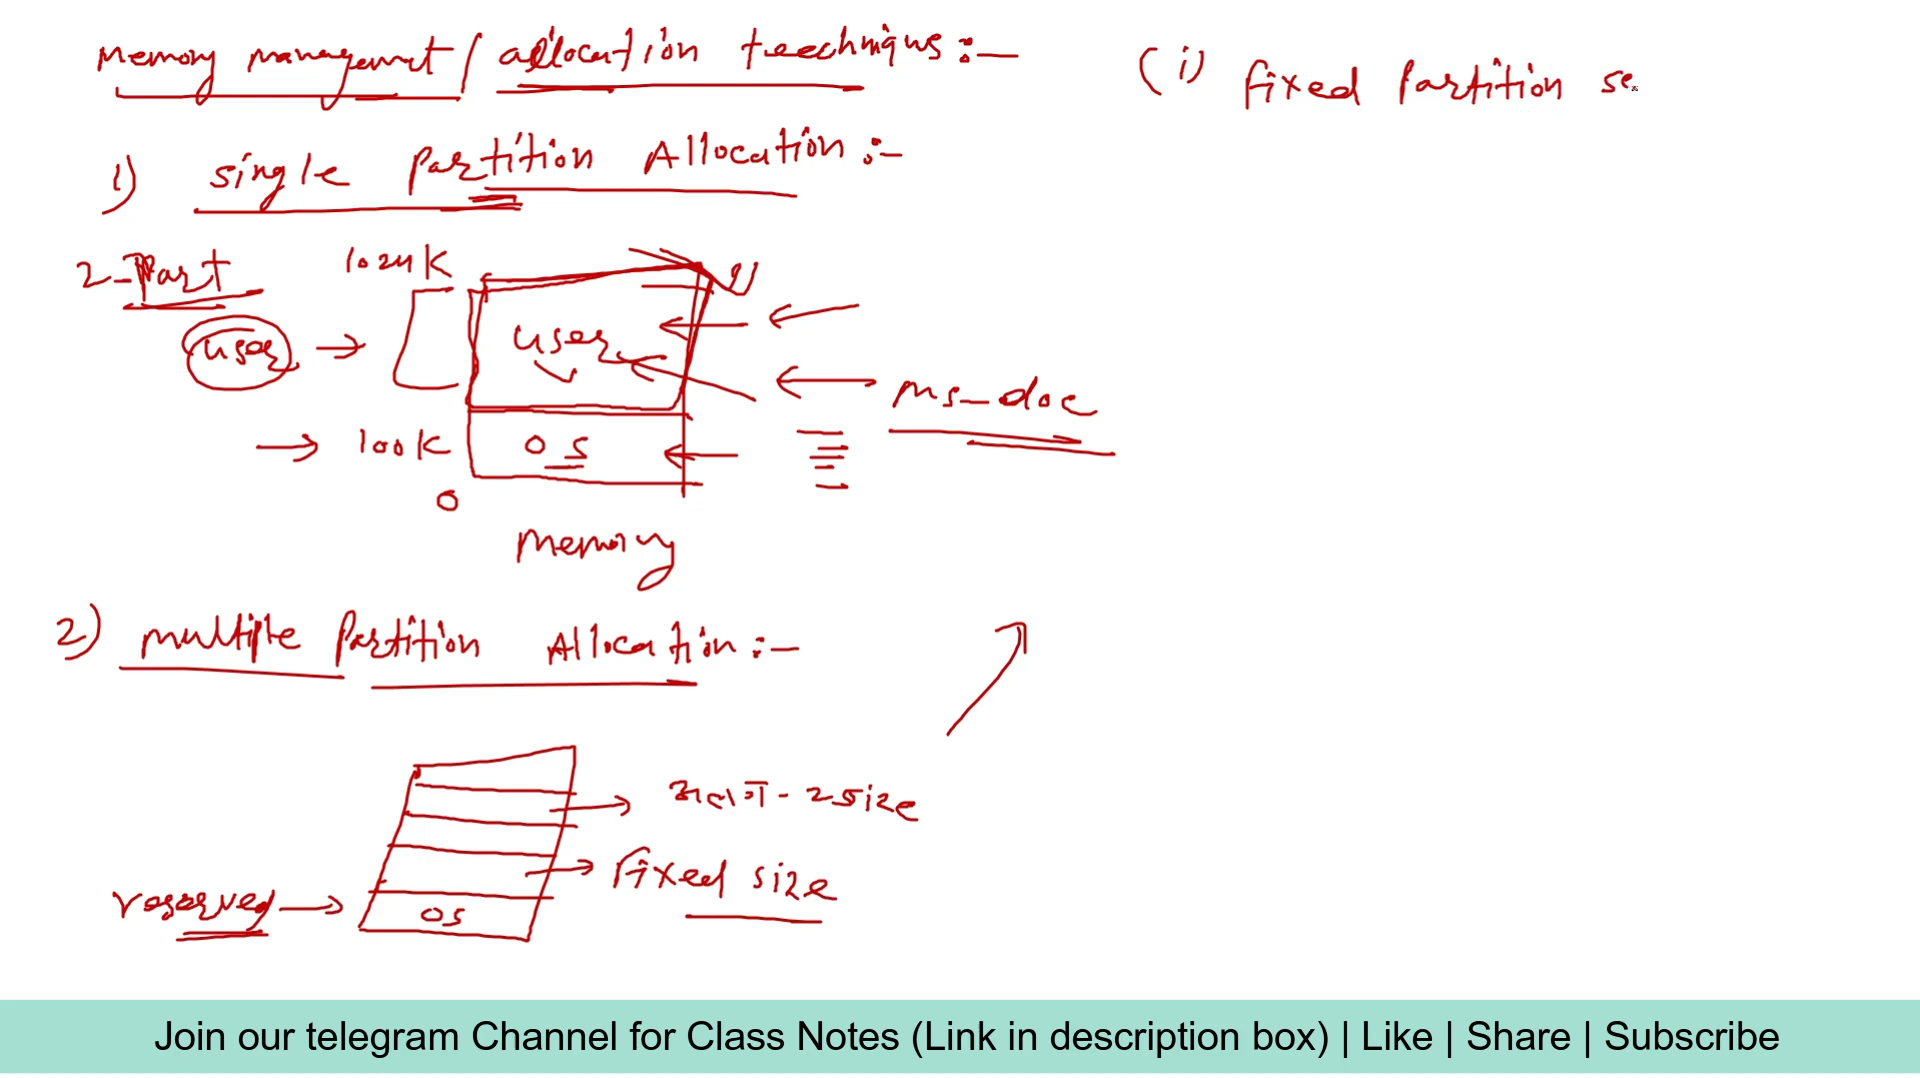 Memory management / allocation teechniqus :-
1) single Partition Allocation :-
2-Part
1024K
user → user
→ 100K OS
0
ms-doc
Memory
2) multiple Partition Allocation :-
अलग - 2 size
Fixed size
reserved → OS
(i) Fixed Partition se
Join our telegram Channel for Class Notes (Link in description box) | Like | Share | Subscribe